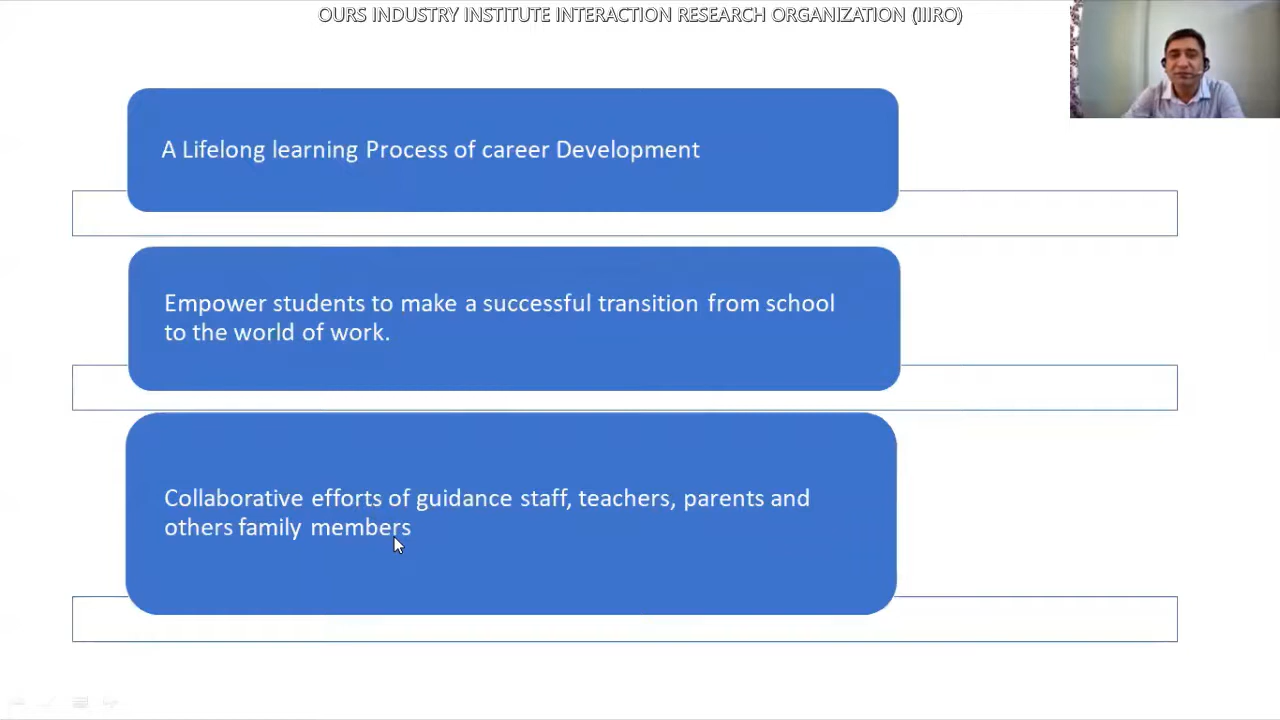 OURS INDUSTRY INSTITUTE INTERACTION RESEARCH ORGANIZATION (IIIRO)
A Lifelong learning Process of career Development
Empower students to make a successful transition from school
to the world of work.
Collaborative efforts of guidance staff, teachers, parents and
others family members